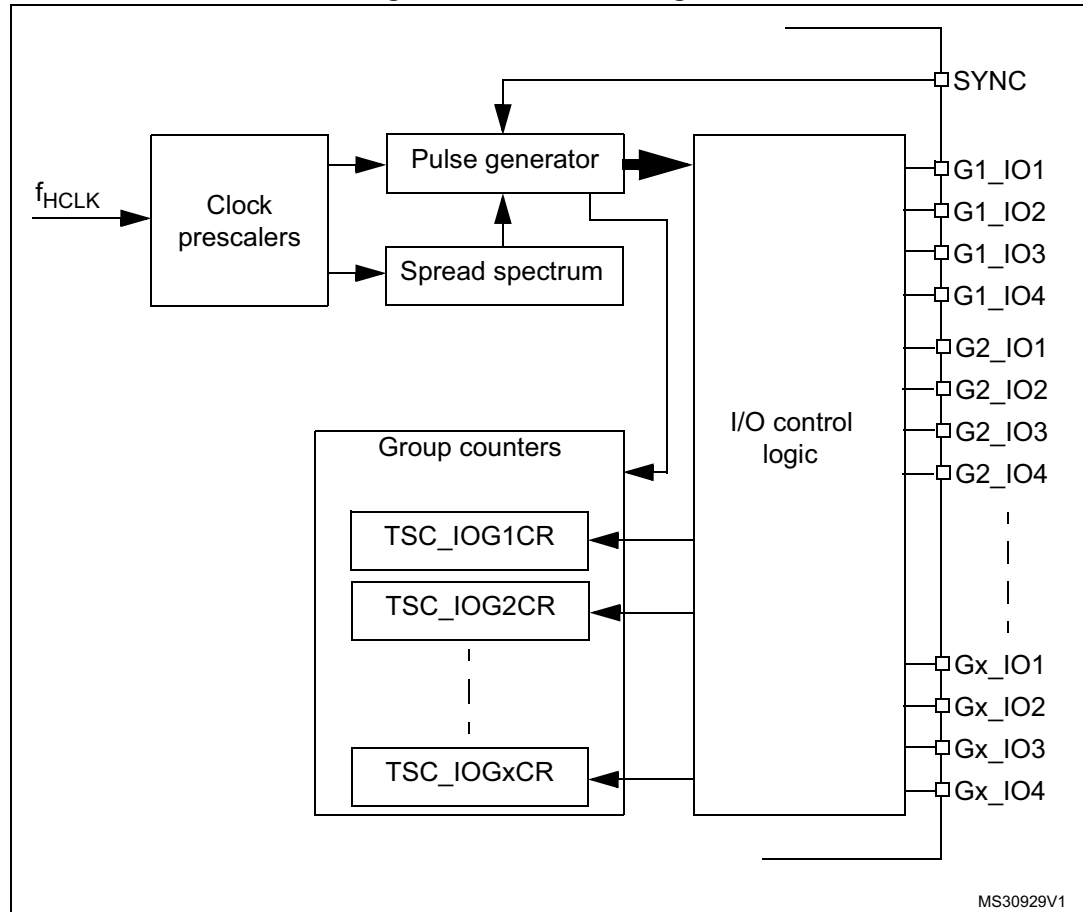 SYNC
Pulse generator
fHCLK
Clock
prescalers
Spread spectrum
G1_IO1
G1_IO2
G1_IO3
G1_IO4
G2_IO1
G2_IO2
G2_IO3
G2_IO4
I/O control
logic
Group counters
TSC_IOG1CR
TSC_IOG2CR
TSC_IOGxCR
Gx_IO1
Gx_IO2
Gx_IO3
Gx_IO4
MS30929V1